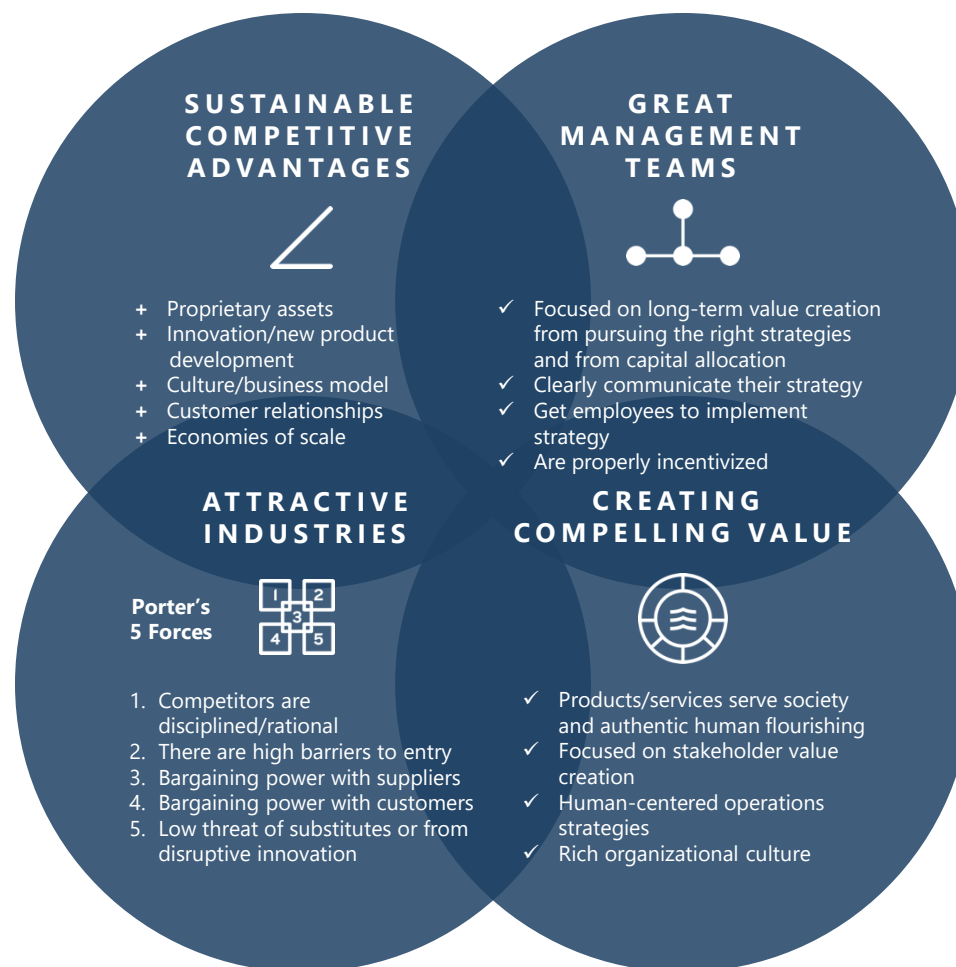 SUSTAINABLE
COMPETITIVE
ADVANTAGES
+ Proprietary assets
+ Innovation/new product
development
+ Culture/business model
+ Customer relationships
+ Economies of scale
GREAT
MANAGEMENT
TEAMS
✓ Focused on long-term value creation
from pursuing the right strategies
and from capital allocation
✓ Clearly communicate their strategy
✓ Get employees to implement
strategy
✓ Are properly incentivized
ATTRACTIVE
INDUSTRIES
Porter's
5 Forces
1 2
3
4 5
1. Competitors are
disciplined/rational
2. There are high barriers to entry
3. Bargaining power with suppliers
4. Bargaining power with customers
5. Low threat of substitutes or from
disruptive innovation
CREATING
COMPELLING VALUE
✓ Products/services serve society
and authentic human flourishing
✓ Focused on stakeholder value
creation
✓ Human-centered operations
strategies
✓ Rich organizational culture